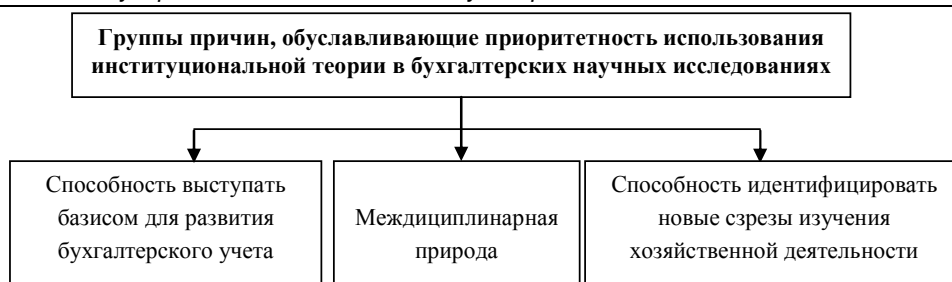 Группы причин, обуславливающие приоритетность использования
институциональной теории в бухгалтерских научных исследованиях
Способность выступать
базисом для развития
бухгалтерского учета
Междициплинарная
природа
Способность идентифицировать
новые сзрезы изучения
хозяйственной деятельности